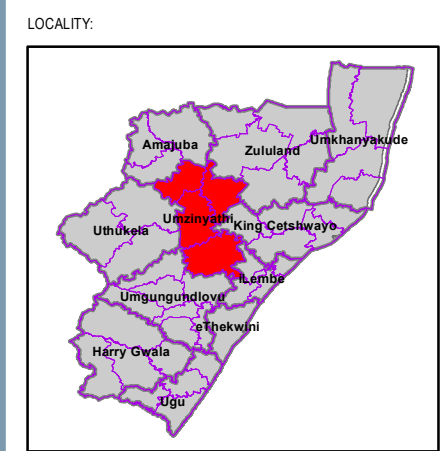 LOCALITY:
Amajuba
Zululand
Umkhanyakude
Umzinyathi
Uthukela
King Cetshwayo
iLembe
Umgungundlovu
eThekwini
Harry Gwala
Ugu